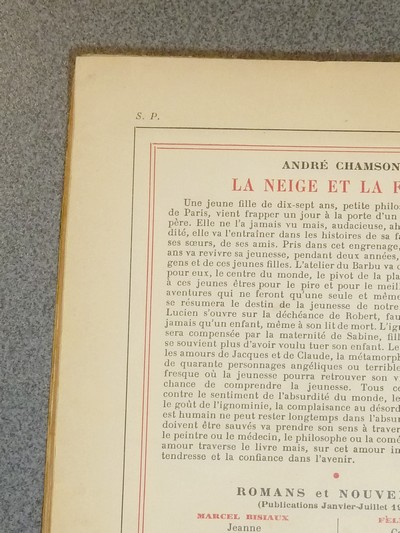 S. P.
ANDRÉ CHAMSON
LA NEIGE ET LA F
Une jeune fille de dix-sept ans, petite philos
de Paris, vient frapper un jour à la porte d'un
père. Elle ne l'a jamais vu mais, audacieuse, ah
dité, elle va l'entraîner dans les histoires de sa fa
ses sœurs, de ses amis. Pris dans cet engrenage,
ans va revivre sa jeunesse, pendant deux années,
gens et de ces jeunes filles. L'atelier du Barbu va d
pour eux, le centre du monde, le pivot de la pla
à ces jeunes êtres pour le pire et pour le meill
aventures qui ne feront qu'une seule et même
se résumera le destin de la jeunesse de notre
Lucien s'ouvre sur la déchéance de Robert, fau
jamais qu'un enfant, même à son lit de mort. L'ign
sera compensée par la maternité de Sabine, fill
se souvient plus d'avoir voulu tuer son enfant. Le
les amours de Jacques et de Claude, la métamorph
de quarante personnages angéliques ou terrible
fresque où la jeunesse pourra retrouver son v
chance de comprendre la jeunesse. Tous co
contre le sentiment de l'absurdité du monde, le
le goût de l'ignominie, la complaisance au désord
est humain ne peut rester longtemps dans l'absur
doivent être sauvés va prendre son sens à traver
le peintre ou le médecin, le philosophe ou la comé
amour traverse le livre mais, sur cet amour im
tendresse et la confiance dans l'avenir.
ROMANS et NOUVE
(Publications Janvier-Juillet 19
MARCEL BISIAUX
FÉLI
Jeanne